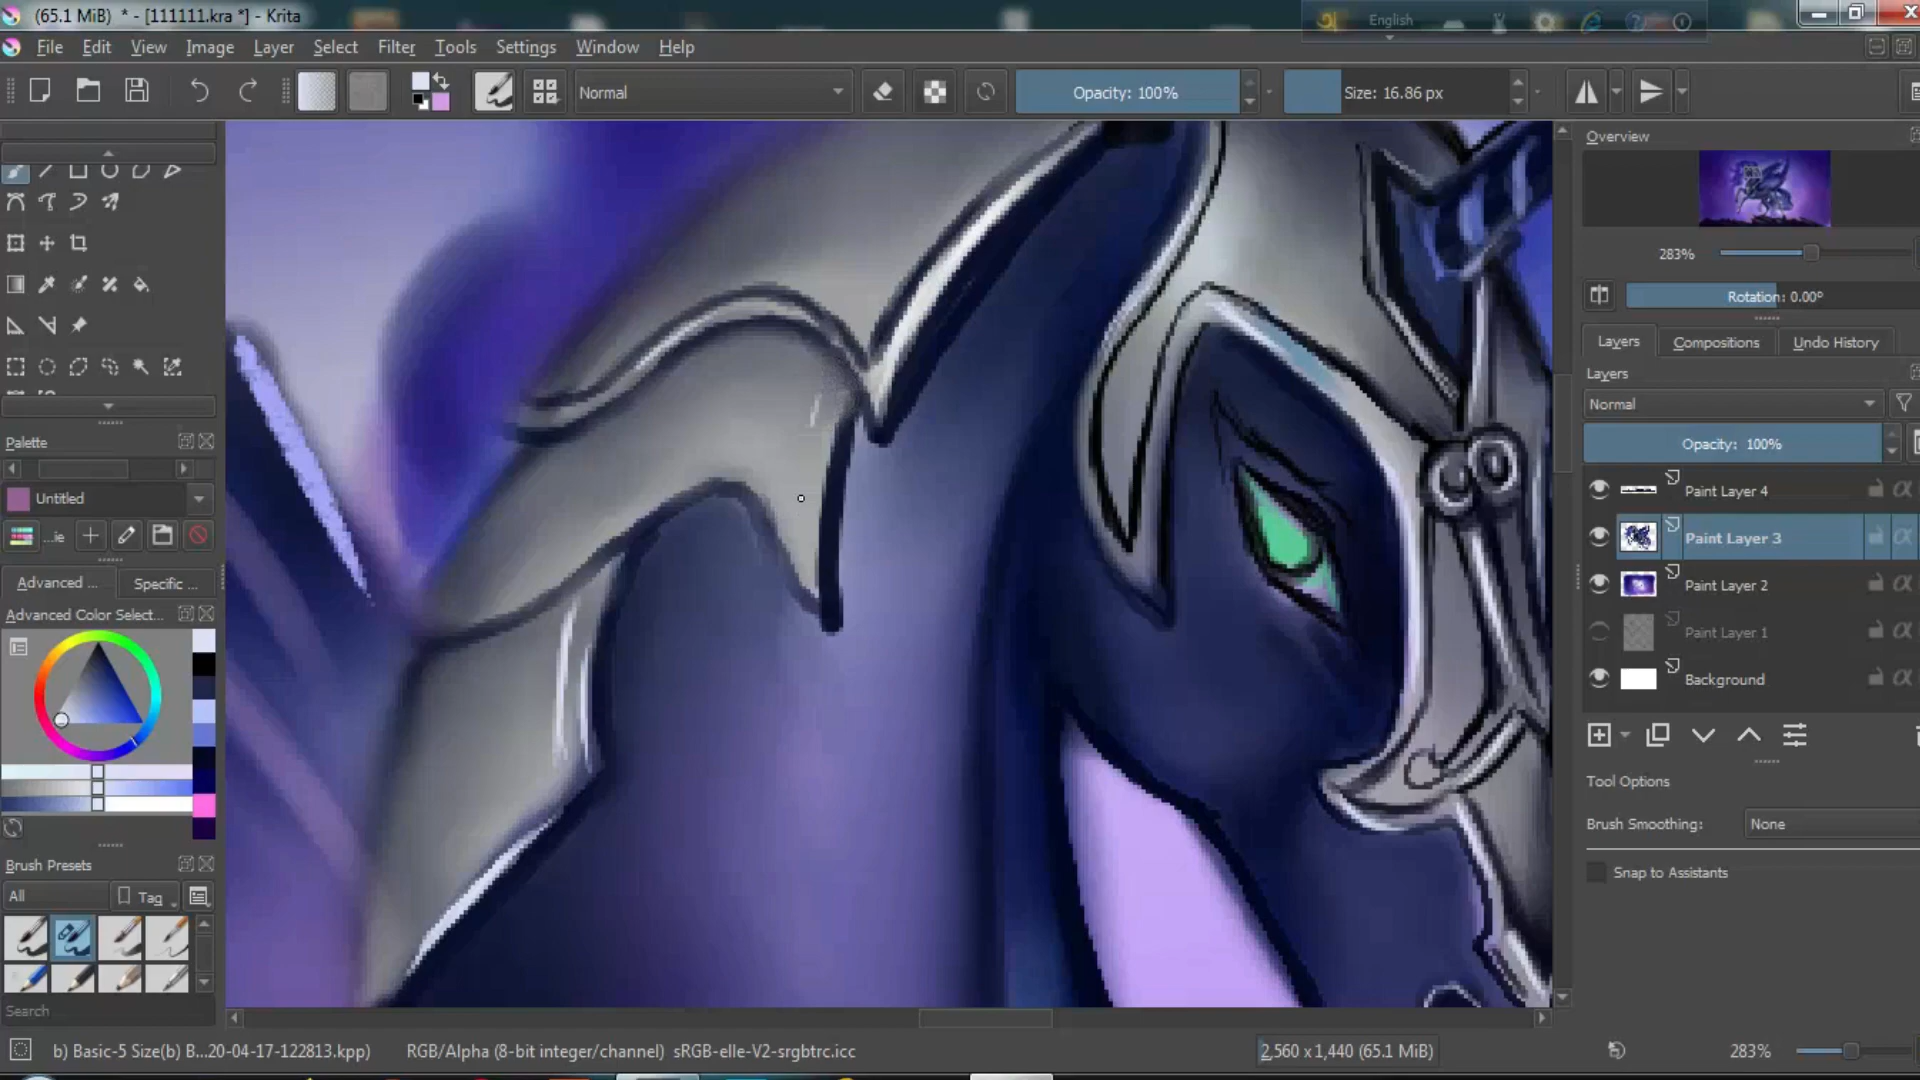 (65.1 MiB) * - [111111.kra *] - Krita
English
File Edit View Image Layer Select Filter Tools Settings Window Help
Normal
Opacity: 100%
Size: 16.86 px
Overview
283%
Rotation: 0.00°
Layers Compositions Undo History
Layers
Normal
Opacity: 100%
Paint Layer 4
Paint Layer 3
Paint Layer 2
Paint Layer 1
Background
Tool Options
Brush Smoothing: None
Snap to Assistants
Palette
Untitled
...ie
Advanced ... Specific ...
Advanced Color Select...
Brush Presets
All Tag
Search
b) Basic-5 Size(b) B...20-04-17-122813.kpp)
RGB/Alpha (8-bit integer/channel) sRGB-elle-V2-srgbtrc.icc
2,560 x 1,440 (65.1 MiB)
283%